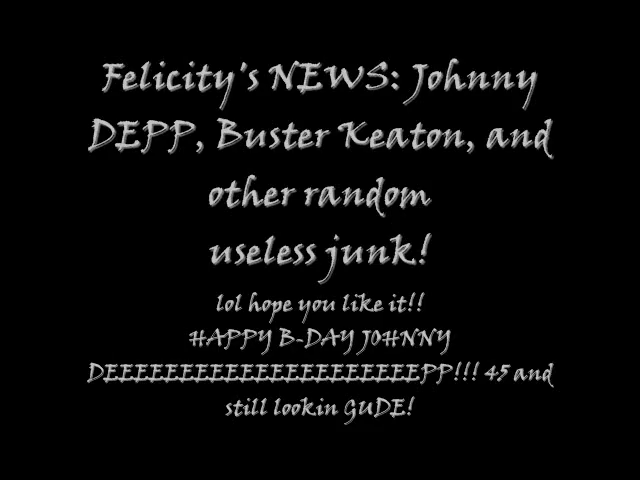 Felicity's NEWS: Johnny
DEPP, Buster Keaton, and
other random
useless junk!
lol hope you like it!!
HAPPY B-DAY JOHNNY
DEEEEEEEEEEEEEEEEEEEEEPP!!! 45 and
still lookin GUDE!